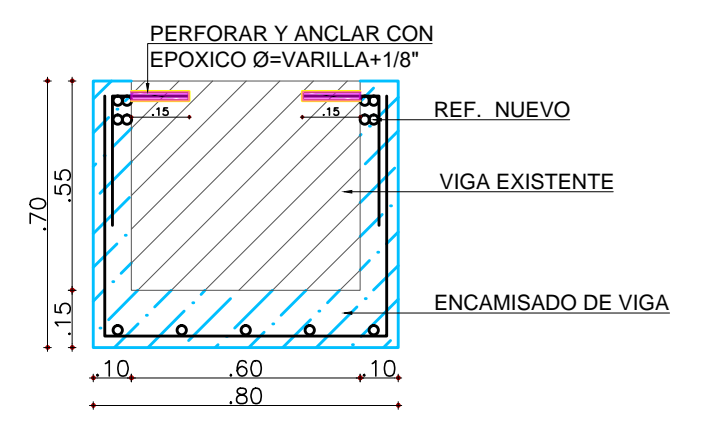 PERFORAR Y ANCLAR CON
EPOXICO Ø=VARILLA+1/8"
.15
.15
REF. NUEVO
.55
.70
VIGA EXISTENTE
.15
ENCAMISADO DE VIGA
.10
.60
.10
.80